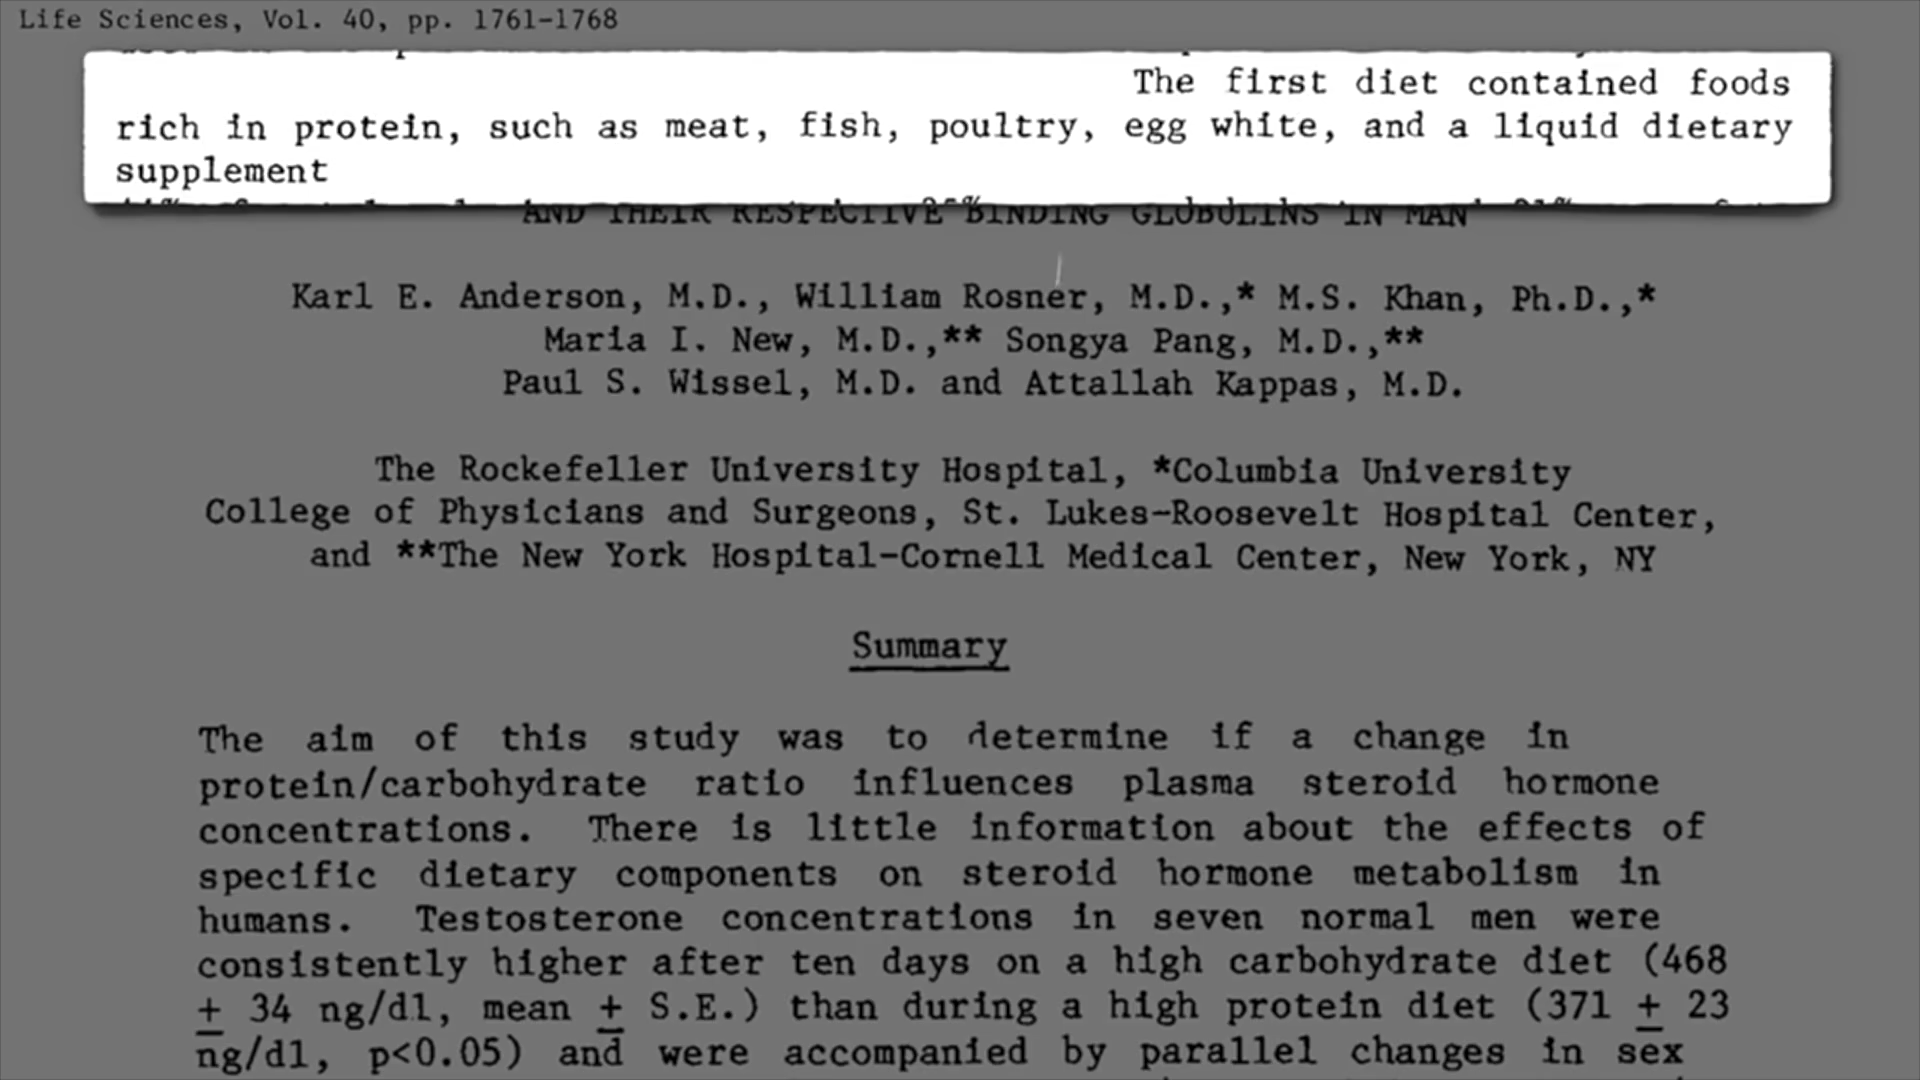 Life Sciences, Vol. 40, pp. 1761-1768
The first diet contained foods
rich in protein, such as meat, fish, poultry, egg white, and a liquid dietary
supplement
AND THEIR RESPECTIVE BINDING GLOBULINS IN MAN
Karl E. Anderson, M.D., William Rosner, M.D.,* M.S. Khan, Ph.D.,*
Maria I. New, M.D.,** Songya Pang, M.D.,**
Paul S. Wissel, M.D. and Attallah Kappas, M.D.
The Rockefeller University Hospital, *Columbia University
College of Physicians and Surgeons, St. Lukes-Roosevelt Hospital Center,
and **The New York Hospital-Cornell Medical Center, New York, NY
Summary
The aim of this study was to determine if a change in
protein/carbohydrate ratio influences plasma steroid hormone
concentrations. There is little information about the effects of
specific dietary components on steroid hormone metabolism in
humans. Testosterone concentrations in seven normal men were
consistently higher after ten days on a high carbohydrate diet (468
± 34 ng/dl, mean ± S.E.) than during a high protein diet (371 ± 23
ng/dl, p<0.05) and were accompanied by parallel changes in sex